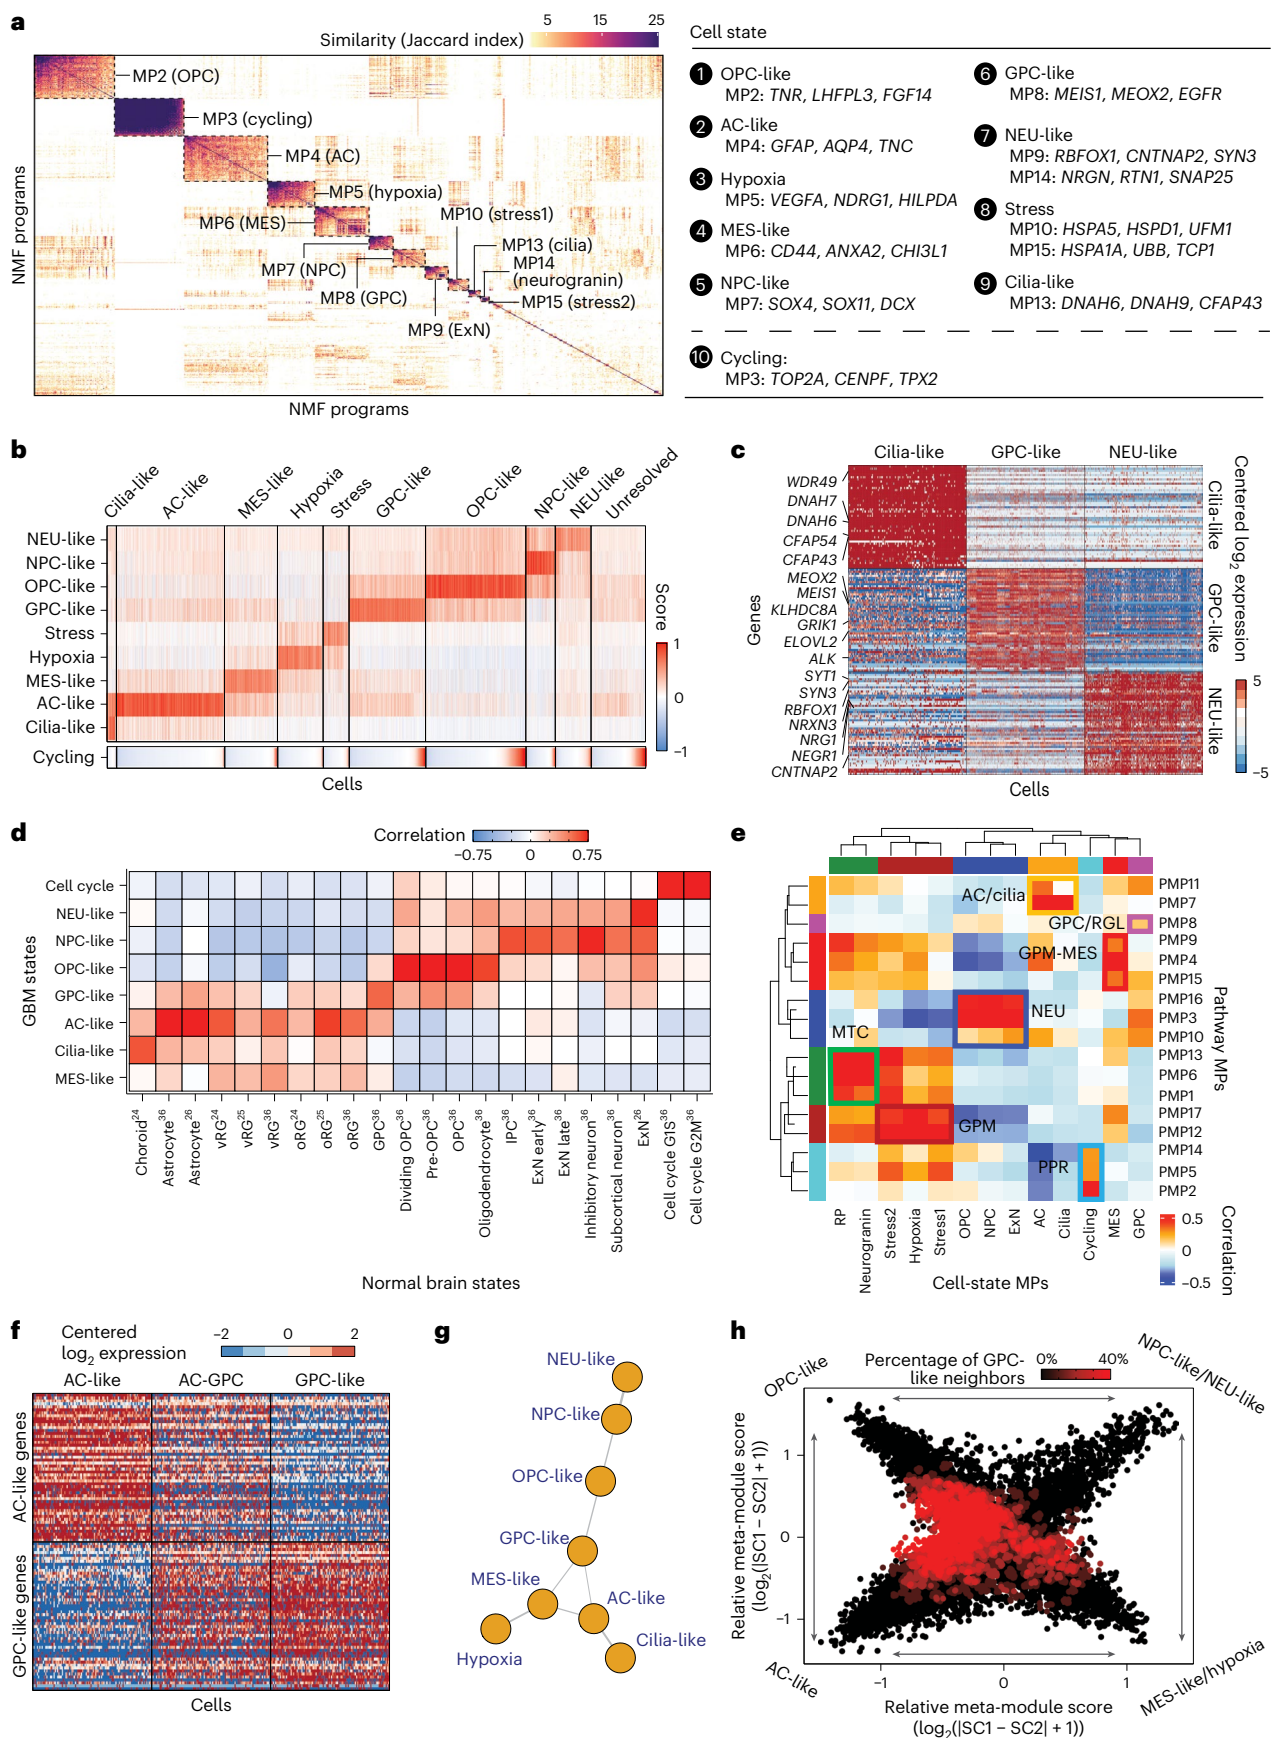 a
Similarity (Jaccard index)
5 15 25
MP2 (OPC)
MP3 (cycling)
MP4 (AC)
MP5 (hypoxia)
MP6 (MES)
MP10 (stress1)
MP7 (NPC)
MP13 (cilia)
MP14
(neurogranin)
MP8 (GPC)
MP15 (stress2)
MP9 (ExN)
NMF programs
NMF programs
Cell state
1 OPC-like
MP2: TNR, LHFPL3, FGF14
2 AC-like
MP4: GFAP, AQP4, TNC
3 Hypoxia
MP5: VEGFA, NDRG1, HILPDA
4 MES-like
MP6: CD44, ANXA2, CHI3L1
5 NPC-like
MP7: SOX4, SOX11, DCX
6 GPC-like
MP8: MEIS1, MEOX2, EGFR
7 NEU-like
MP9: RBFOX1, CNTNAP2, SYN3
MP14: NRGN, RTN1, SNAP25
8 Stress
MP10: HSPA5, HSPD1, UFM1
MP15: HSPA1A, UBB, TCP1
9 Cilia-like
MP13: DNAH6, DNAH9, CFAP43
10 Cycling:
MP3: TOP2A, CENPF, TPX2
b
Cilia-like
AC-like
MES-like
Hypoxia
Stress
GPC-like
OPC-like
NPC-like
NEU-like
Unresolved
NEU-like
NPC-like
OPC-like
GPC-like
Stress
Hypoxia
MES-like
AC-like
Cilia-like
Cycling
Cells
Score
1
0
−1
c
Cilia-like GPC-like NEU-like
WDR49
DNAH7
DNAH6
CFAP54
CFAP43
MEOX2
MEIS1
KLHDC8A
GRIK1
ELOVL2
ALK
SYT1
SYN3
RBFOX1
NRXN3
NRG1
NEGR1
CNTNAP2
Genes
Cells
Cilia-like
GPC-like
NEU-like
Centered log2 expression
5
−5
d
Correlation
−0.75 0 0.75
Cell cycle
NEU-like
NPC-like
OPC-like
GPC-like
AC-like
Cilia-like
MES-like
GBM states
Choroid24
Astrocyte36
Astrocyte26
vRG24
vRG25
vRG36
oRG24
oRG25
oRG36
GPC36
Dividing OPC36
Pre-OPC36
OPC36
Oligodendrocyte36
IPC36
ExN early36
ExN late36
Inhibitory neuron36
Subcortical neuron36
ExN26
Cell cycle G1S36
Cell cycle G2M36
Normal brain states
e
AC/cilia
GPC/RGL
GPM-MES
NEU
MTC
GPM
PPR
PMP11
PMP7
PMP8
PMP9
PMP4
PMP15
PMP16
PMP3
PMP10
PMP13
PMP6
PMP1
PMP17
PMP12
PMP14
PMP5
PMP2
Pathway MPs
RP
Neurogranin
Stress2
Hypoxia
Stress1
OPC
NPC
ExN
AC
Cilia
Cycling
MES
GPC
Cell-state MPs
0.5
0
−0.5
Correlation
f
Centered
log2 expression
−2 0 2
AC-like AC-GPC GPC-like
AC-like genes
GPC-like genes
Cells
g
NEU-like
NPC-like
OPC-like
GPC-like
MES-like
AC-like
Hypoxia
Cilia-like
h
OPC-like
Percentage of GPC-
like neighbors
0% 40%
NPC-like/NEU-like
Relative meta-module score
(log2(|SC1 − SC2| + 1))
1
0
−1
AC-like
−1 0 1
MES-like/hypoxia
Relative meta-module score
(log2(|SC1 − SC2| + 1))